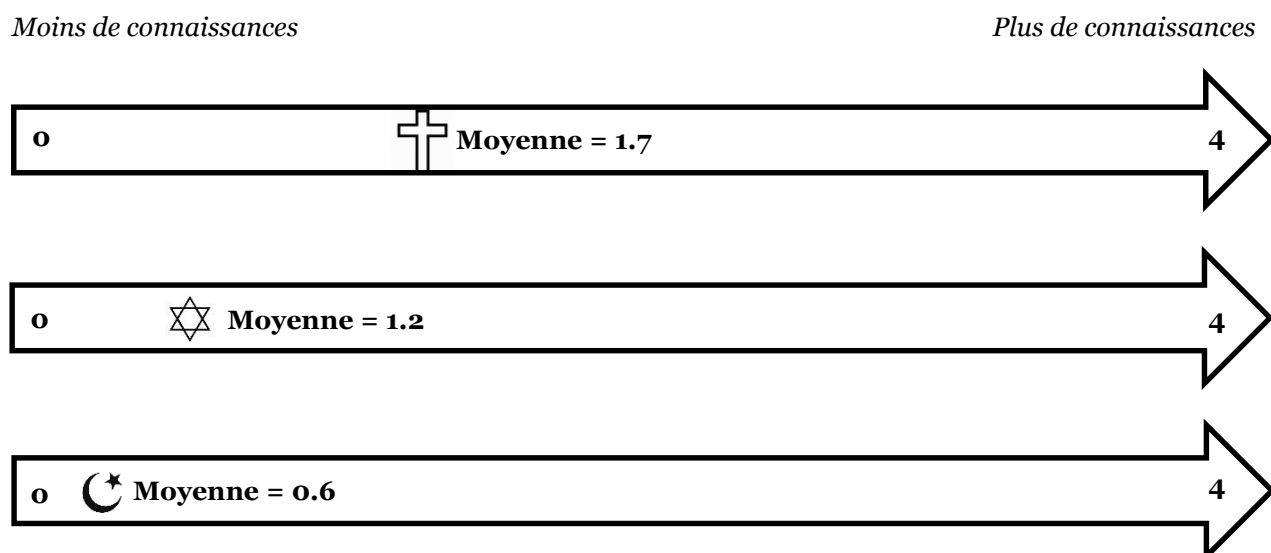 Moins de connaissances Plus de connaissances
0 Moyenne = 1.7 4
0 Moyenne = 1.2 4
0 Moyenne = 0.6 4